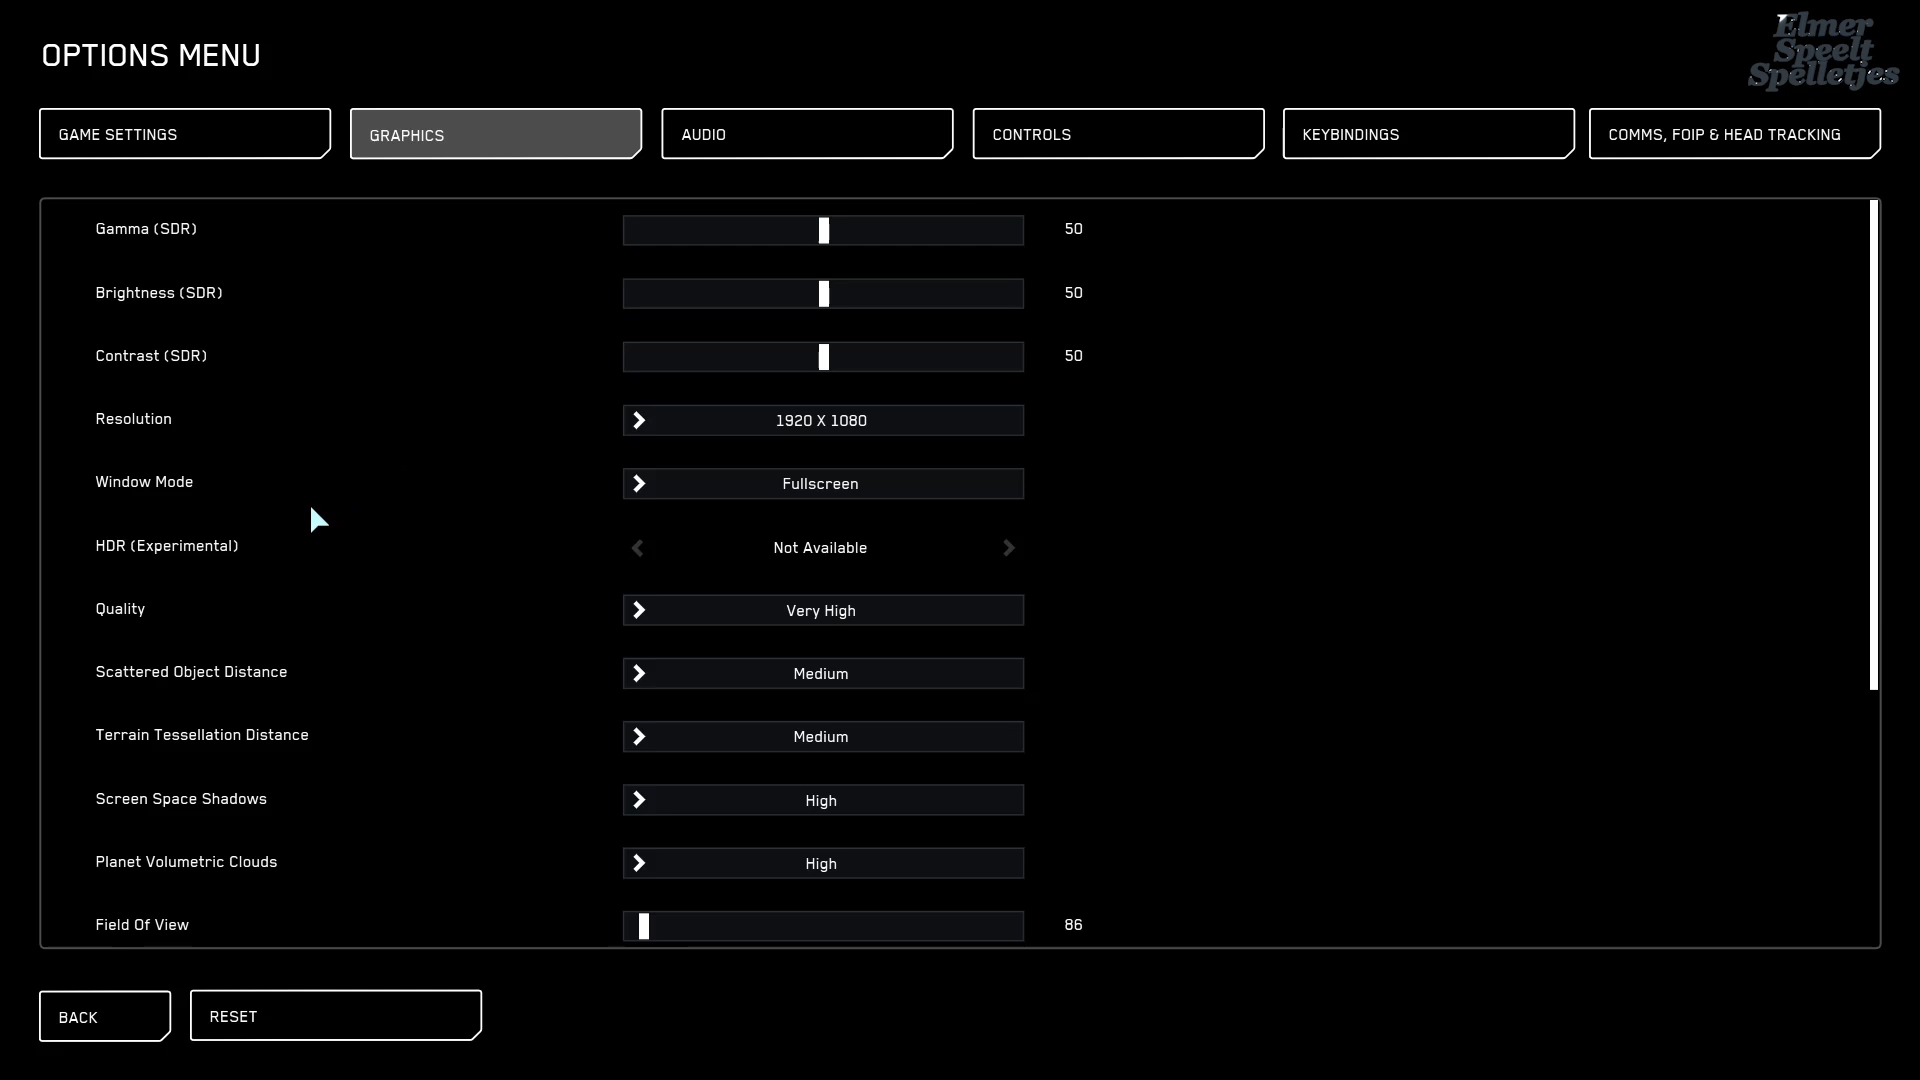 OPTIONS MENU
Elmer
Speelt
Spelletjes
GAME SETTINGS
GRAPHICS
AUDIO
CONTROLS
KEYBINDINGS
COMMS, FOIP & HEAD TRACKING
Gamma (SDR) 50
Brightness (SDR) 50
Contrast (SDR) 50
Resolution 1920 X 1080
Window Mode Fullscreen
HDR (Experimental) Not Available
Quality Very High
Scattered Object Distance Medium
Terrain Tessellation Distance Medium
Screen Space Shadows High
Planet Volumetric Clouds High
Field Of View 86
BACK
RESET